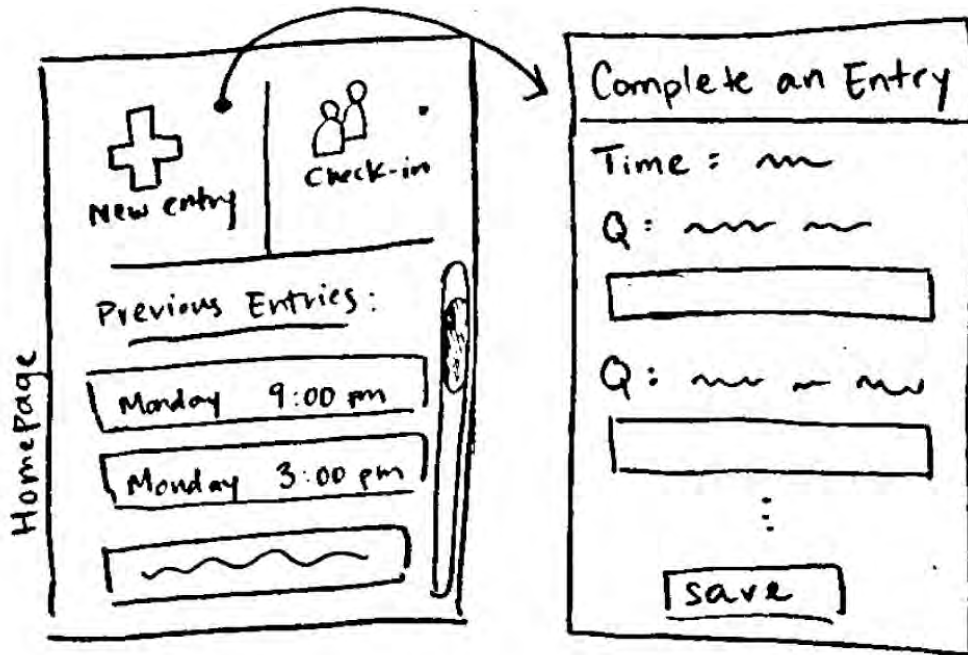 HomePage
New entry
Check-in
Previous Entries:
Monday 9:00 pm
Monday 3:00 pm
Complete an Entry
Time:
Q:
Q:
save